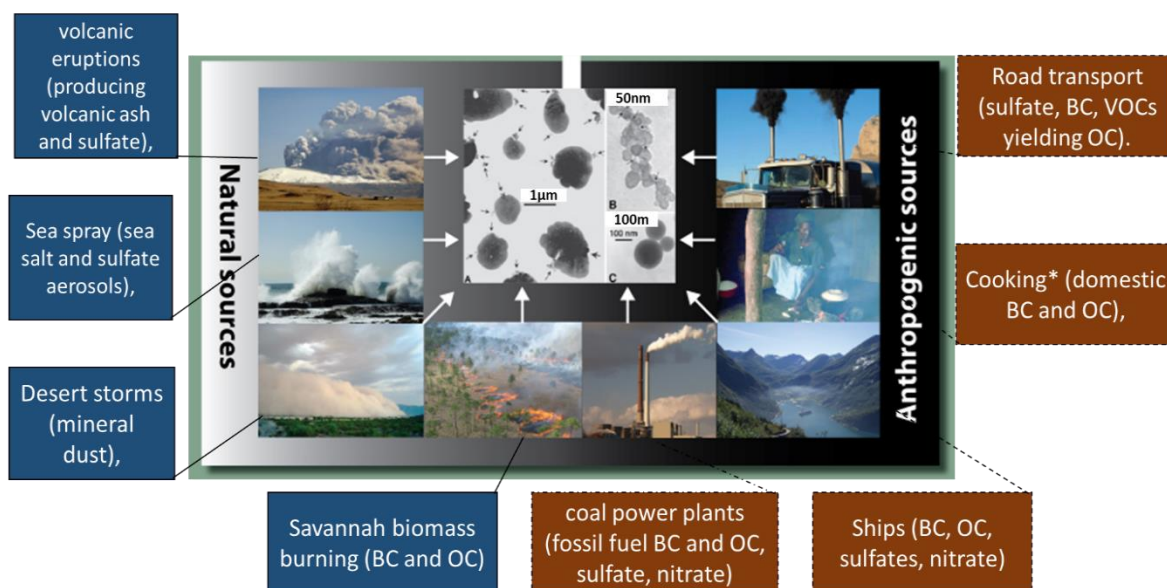 volcanic
eruptions
(producing
volcanic ash
and sulfate),
Sea spray (sea
salt and sulfate
aerosols),
Desert storms
(mineral
dust),
Natural sources
1μm
A
50nm
B
100m
100 nm
C
Anthropogenic sources
Road transport
(sulfate, BC, VOCs
yielding OC).
Cooking* (domestic
BC and OC),
Savannah biomass
burning (BC and OC)
coal power plants
(fossil fuel BC and OC,
sulfate, nitrate)
Ships (BC, OC,
sulfates, nitrate)